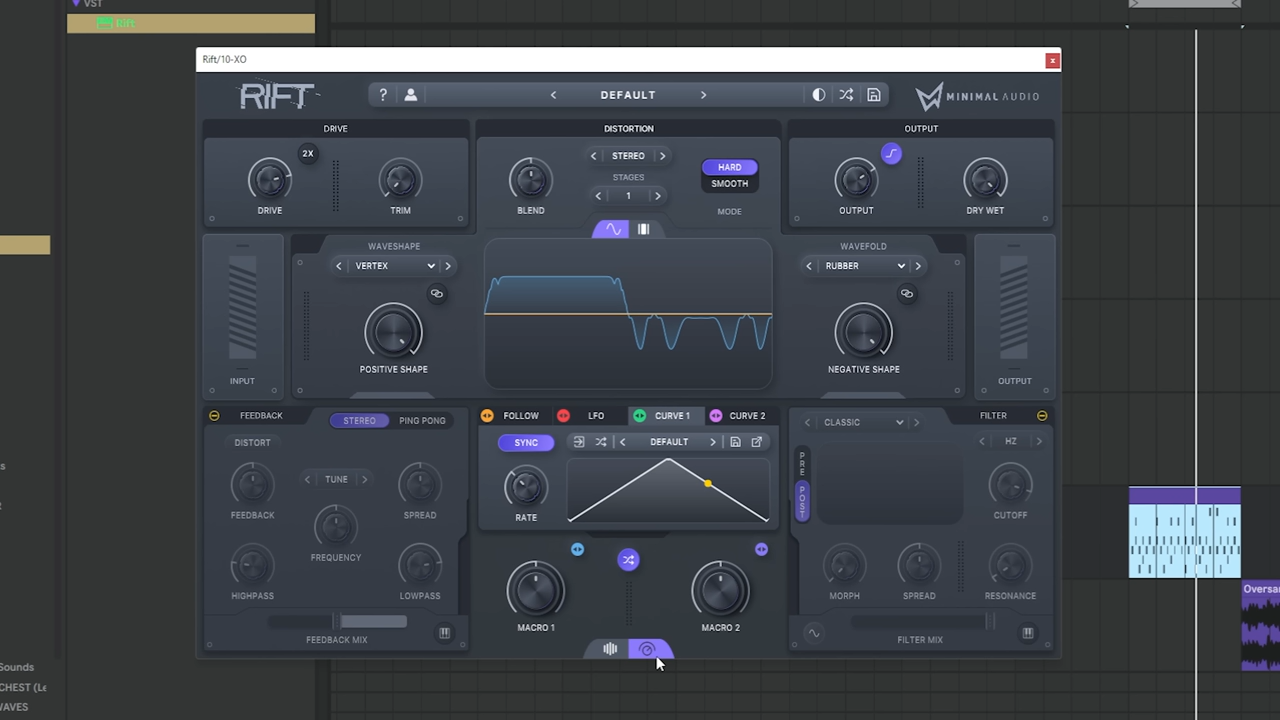 VST
Rift
Rift/10-XO
x
RIFT
?
DEFAULT
MINIMAL AUDIO
DRIVE
DISTORTION
OUTPUT
2X
STEREO
HARD
STAGES
SMOOTH
1
DRIVE
TRIM
BLEND
MODE
OUTPUT
DRY WET
WAVESHAPE
WAVEFOLD
VERTEX
RUBBER
POSITIVE SHAPE
NEGATIVE SHAPE
INPUT
OUTPUT
FEEDBACK
STEREO
PING PONG
FOLLOW
LFO
CURVE 1
CURVE 2
CLASSIC
FILTER
DISTORT
SYNC
DEFAULT
HZ
PRE
POST
TUNE
FEEDBACK
SPREAD
RATE
CUTOFF
FREQUENCY
HIGHPASS
LOWPASS
MORPH
SPREAD
RESONANCE
MACRO 1
MACRO 2
FEEDBACK MIX
FILTER MIX
Oversa
Sounds
CHEST (Le
WAVES